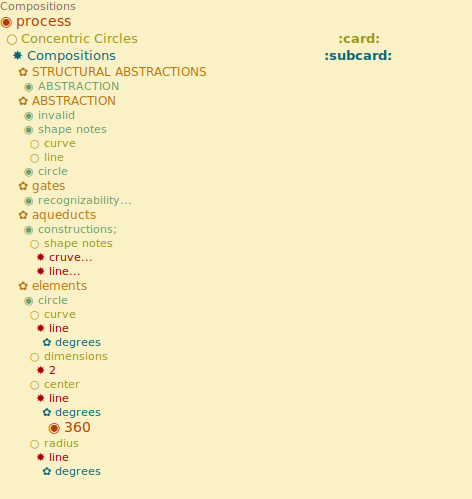 Compositions
process
Concentric Circles :card:
Compositions :subcard:
STRUCTURAL ABSTRACTIONS
ABSTRACTION
ABSTRACTION
invalid
shape notes
curve
line
circle
gates
recognizability...
aqueducts
constructions;
shape notes
cruve...
line...
elements
circle
curve
line
degrees
dimensions
2
center
line
degrees
360
radius
line
degrees